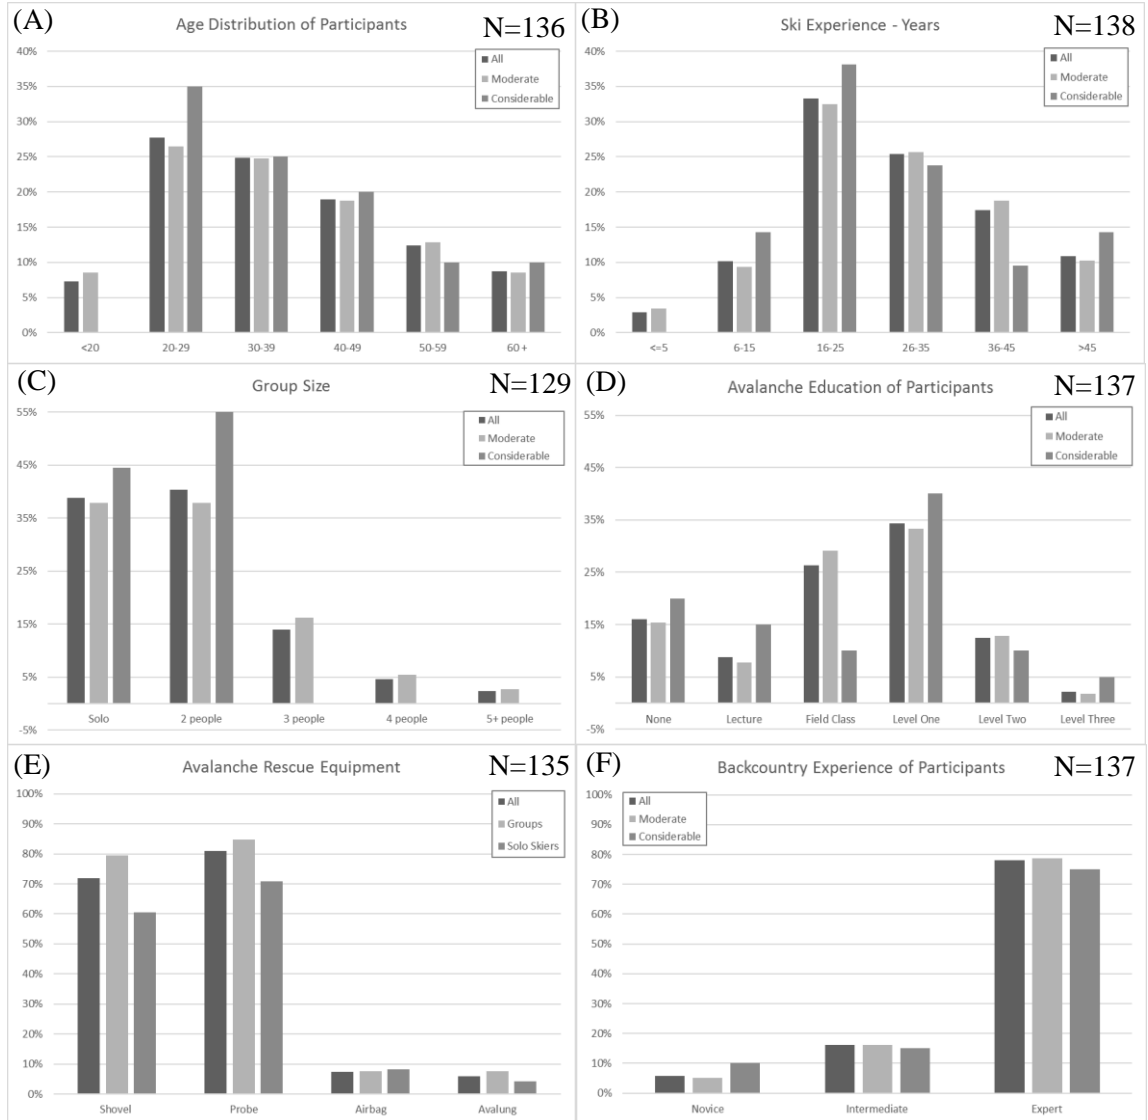 (A) Age Distribution of Participants N=136
All
Moderate
Considerable
40%
35%
30%
25%
20%
15%
10%
5%
0%
<20 20-29 30-39 40-49 50-59 60 +
(B) Ski Experience - Years N=138
All
Moderate
Considerable
40%
35%
30%
25%
20%
15%
10%
5%
0%
<=5 6-15 16-25 26-35 36-45 >45
(C) Group Size N=129
All
Moderate
Considerable
55%
45%
35%
25%
15%
5%
-5%
Solo 2 people 3 people 4 people 5+ people
(D) Avalanche Education of Participants N=137
All
Moderate
Considerable
55%
45%
35%
25%
15%
5%
-5%
None Lecture Field Class Level One Level Two Level Three
(E) Avalanche Rescue Equipment N=135
All
Groups
Solo Skiers
100%
90%
80%
70%
60%
50%
40%
30%
20%
10%
0%
Shovel Probe Airbag Avalung
(F) Backcountry Experience of Participants N=137
All
Moderate
Considerable
100%
90%
80%
70%
60%
50%
40%
30%
20%
10%
0%
Novice Intermediate Expert